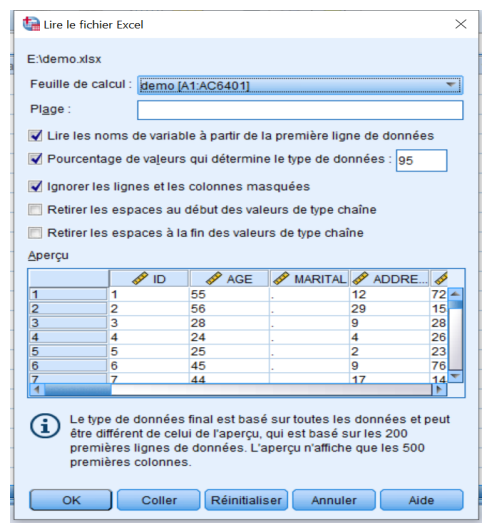 Lire le fichier Excel
E:\demo.xlsx
Feuille de calcul : demo [A1:AC6401]
Plage :
Lire les noms de variable à partir de la première ligne de données
Pourcentage de valeurs qui détermine le type de données : 95
Ignorer les lignes et les colonnes masquées
Retirer les espaces au début des valeurs de type chaîne
Retirer les espaces à la fin des valeurs de type chaîne
Aperçu
ID AGE MARITAL ADDRE...
1 1 55 . 12 72
2 2 56 . 29 15
3 3 28 . 9 28
4 4 24 . 4 26
5 5 25 . 2 23
6 6 45 . 9 76
7 7 44 17 14
Le type de données final est basé sur toutes les données et peut
être différent de celui de l'aperçu, qui est basé sur les 200
premières lignes de données. L'aperçu n'affiche que les 500
premières colonnes.
OK Coller Réinitialiser Annuler Aide